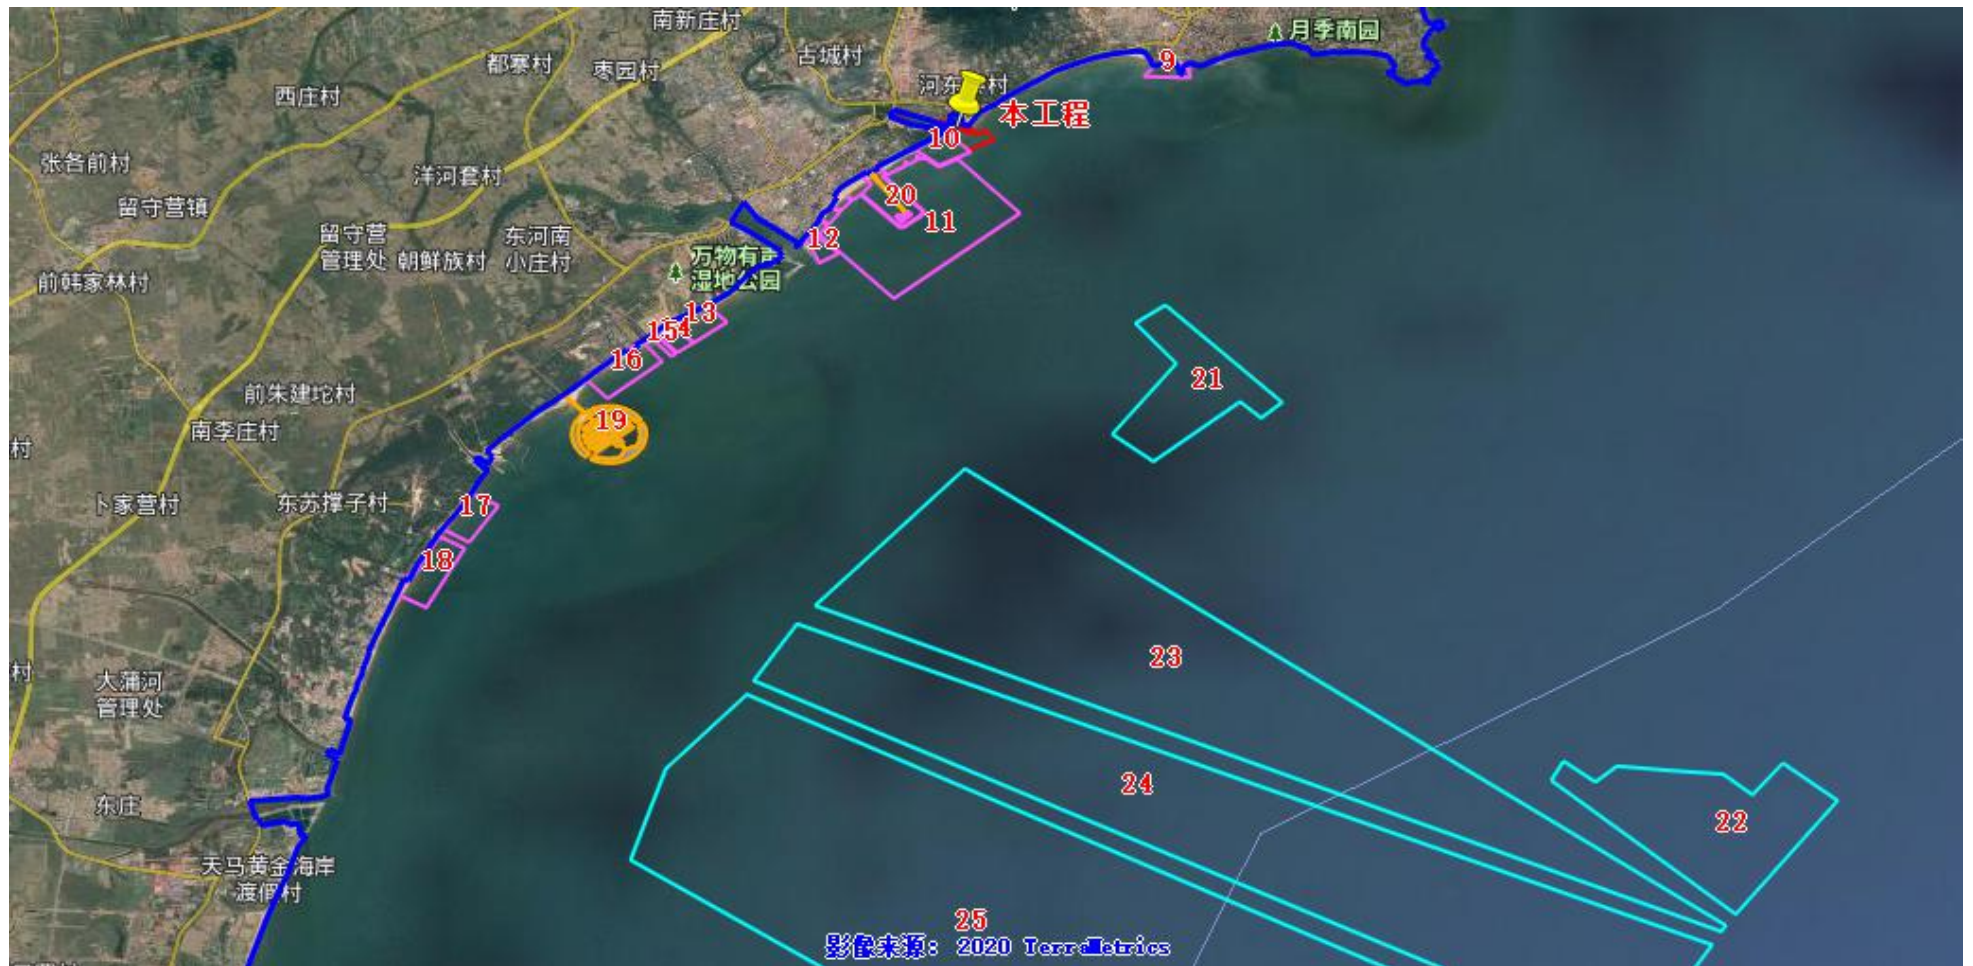 南新庄村
月季南园
都寨村
枣园村
古城村
9
西庄村
河东
村
本工程
10
张各前村
洋河套村
留守营镇
20
11
12
留守营
管理处
朝鲜族村
东河南
小庄村
万物有
湿地公园
前韩家林村
13
15
4
16
21
前朱建坨村
19
南李庄村
村
卜家营村
东苏撑子村
17
18
23
村
大蒲河
管理处
24
东庄
22
天马黄金海岸
渡假村
25
影像来源: 2020 TerraMetrics